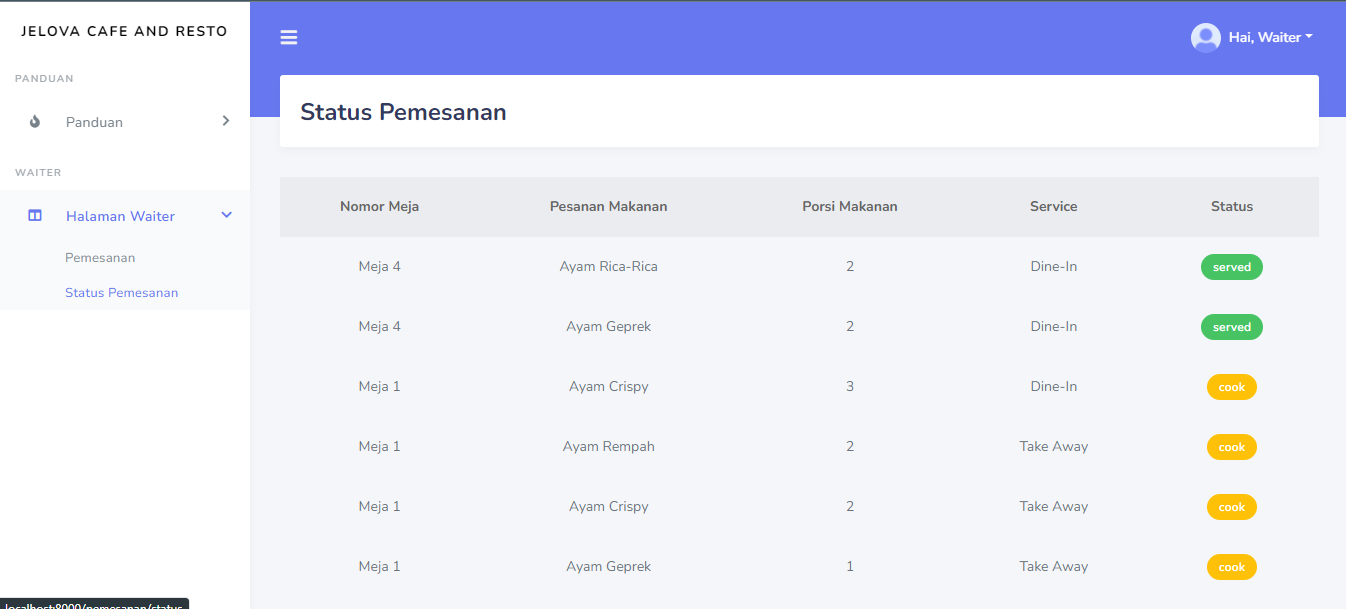 JELOVA CAFE AND RESTO
Hai, Waiter
PANDUAN
Panduan
WAITER
Halaman Waiter
Pemesanan
Status Pemesanan
Status Pemesanan
Nomor Meja Pesanan Makanan Porsi Makanan Service Status
Meja 4 Ayam Rica-Rica 2 Dine-In served
Meja 4 Ayam Geprek 2 Dine-In served
Meja 1 Ayam Crispy 3 Dine-In cook
Meja 1 Ayam Rempah 2 Take Away cook
Meja 1 Ayam Crispy 2 Take Away cook
Meja 1 Ayam Geprek 1 Take Away cook
localhost:8000/pemesanan/status